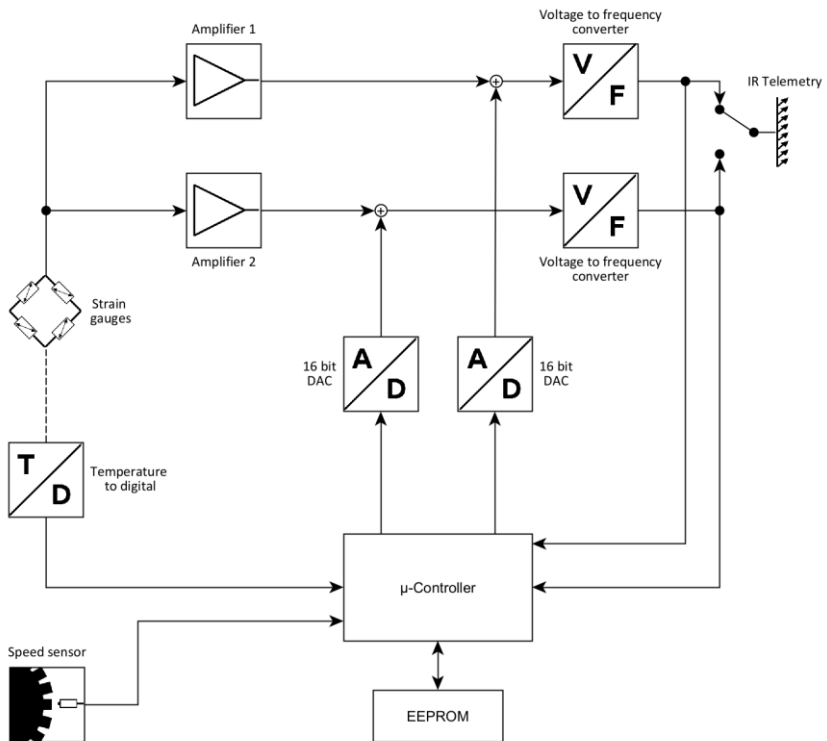 Amplifier 1
Voltage to frequency
converter
V
F
IR Telemetry
Amplifier 2
V
F
Voltage to frequency
converter
Strain
gauges
16 bit
DAC
A
D
A
D
16 bit
DAC
T
D
Temperature
to digital
µ-Controller
Speed sensor
EEPROM